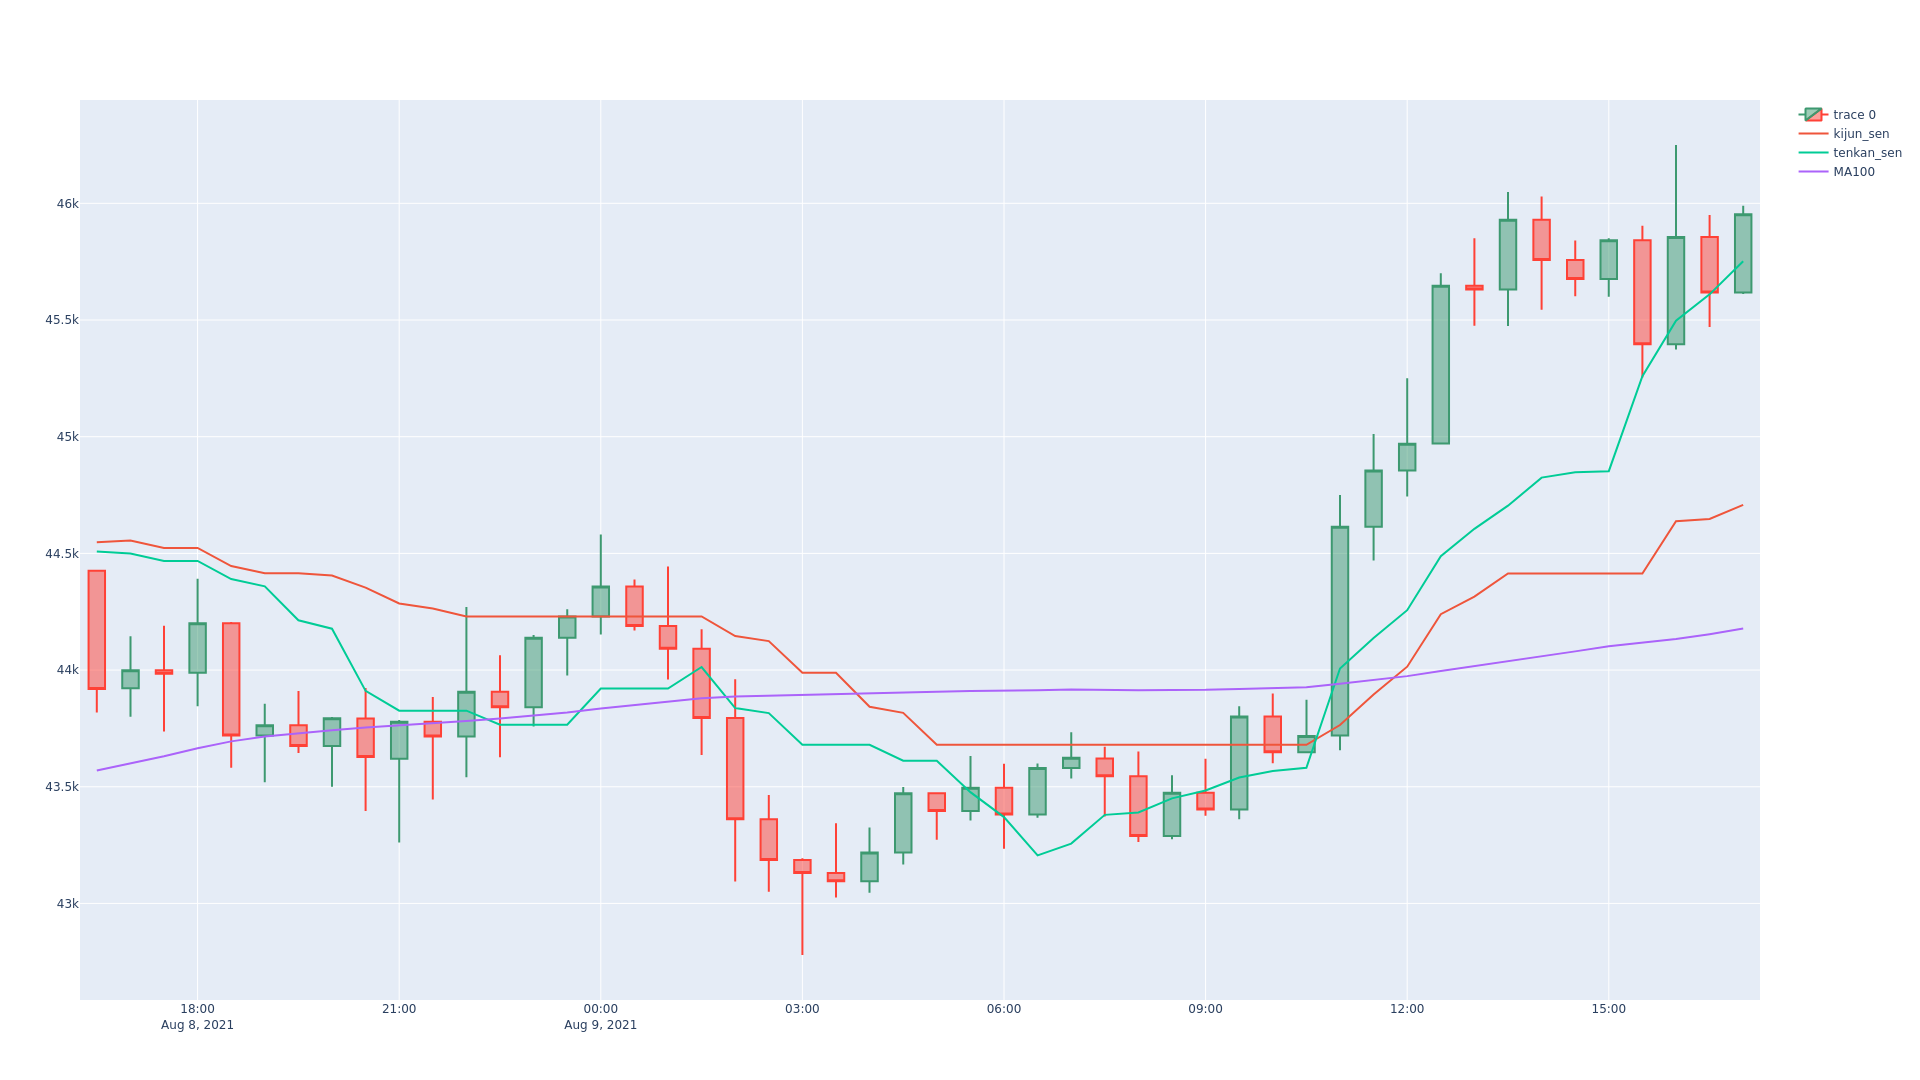 trace 0
kijun_sen
tenkan_sen
MA100
46k
45.5k
45k
44.5k
44k
43.5k
43k
18:00 21:00 00:00 03:00 06:00 09:00 12:00 15:00
Aug 8, 2021 Aug 9, 2021